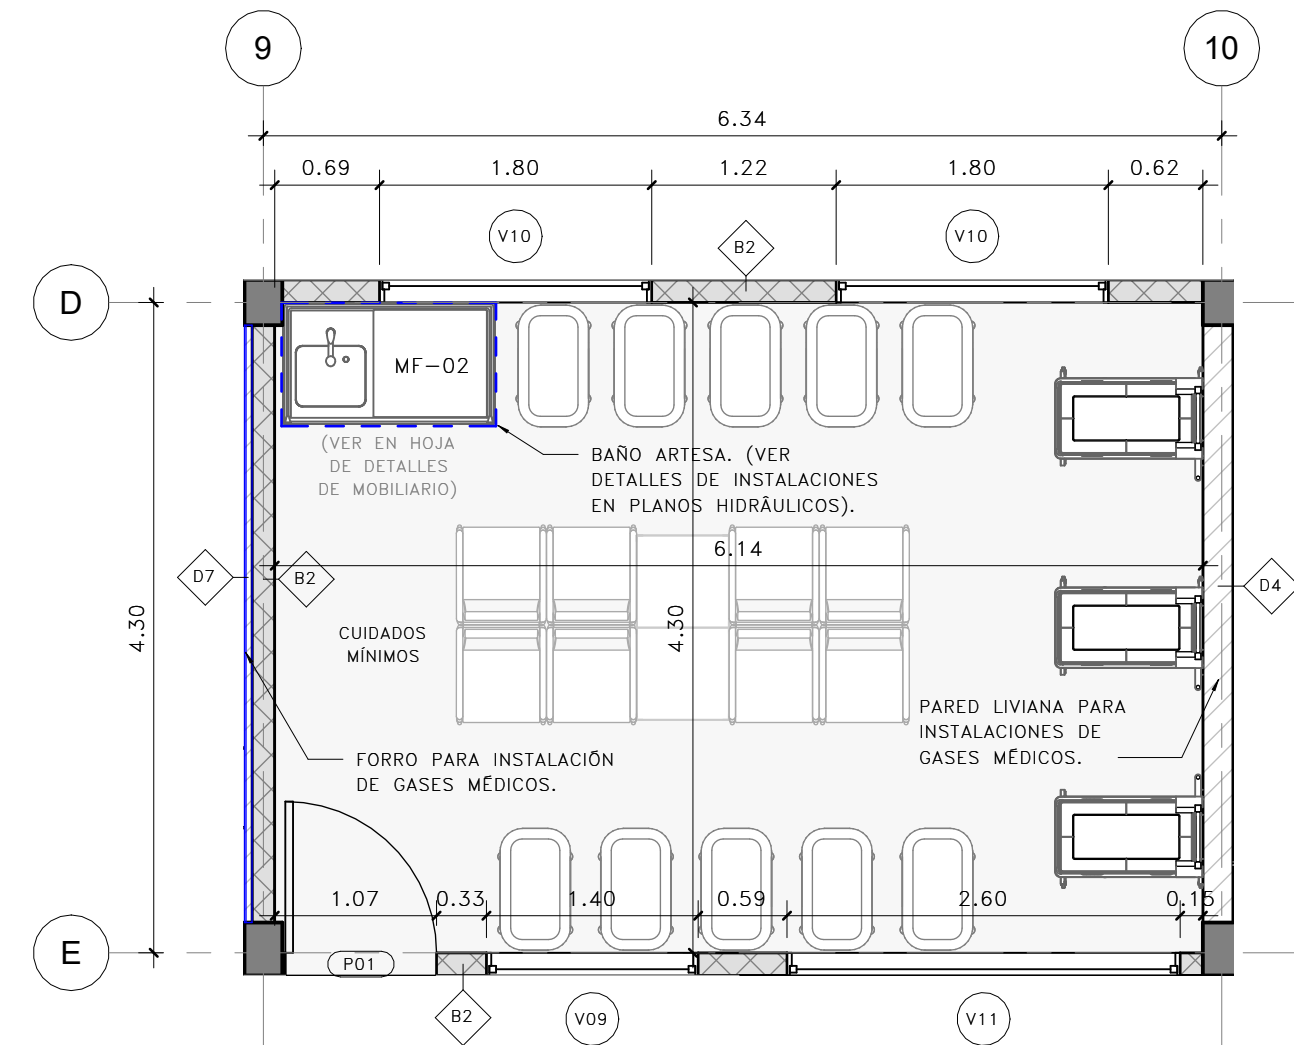 9
10
6.34
0.69
1.80
1.22
1.80
0.62
V10
B2
V10
D
MF-02
(VER EN HOJA
DE DETALLES
DE MOBILIARIO)
BAÑO ARTESA. (VER
DETALLES DE INSTALACIONES
EN PLANOS HIDRÂULICOS).
6.14
D7
B2
D4
4.30
4.30
CUIDADOS
MÍNIMOS
PARED LIVIANA PARA
INSTALACIONES DE
GASES MÉDICOS.
FORRO PARA INSTALACIÓN
DE GASES MÉDICOS.
1.07
0.33
1.40
0.59
2.60
0.15
E
P01
B2
V09
V11